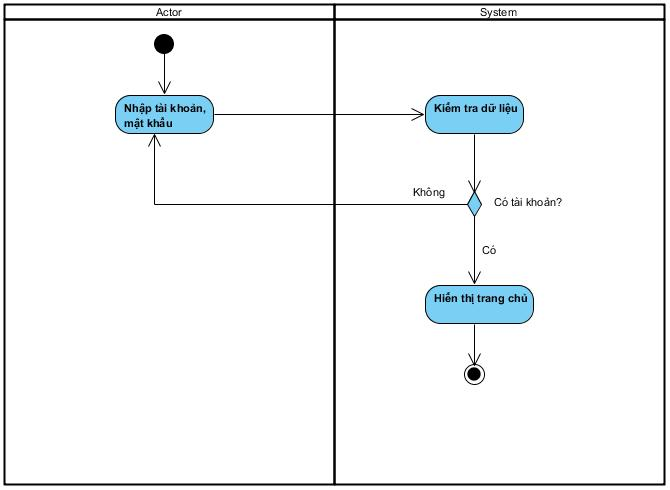 Actor
System
Nhập tài khoản,
mật khẩu
Kiểm tra dữ liệu
Không
Có tài khoản?
Có
Hiển thị trang chủ